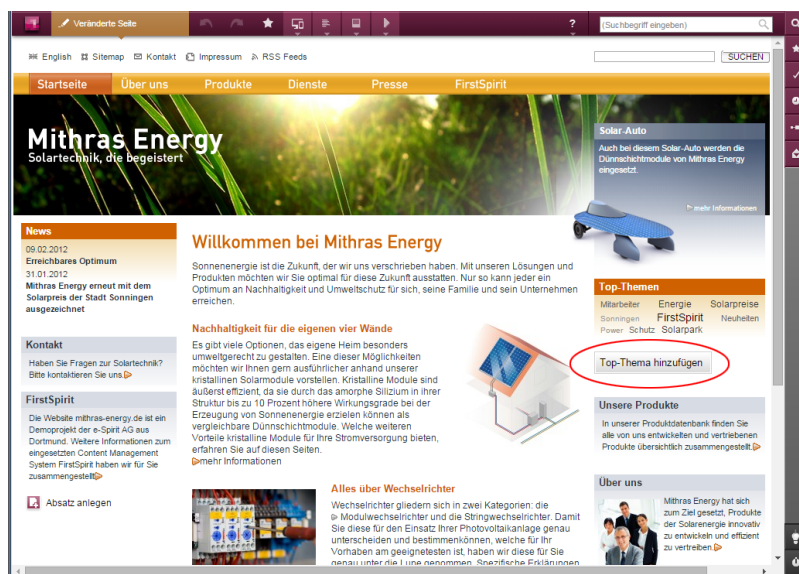 Veränderte Seite
?
(Suchbegriff eingeben)
English Sitemap Kontakt Impressum RSS Feeds
SUCHEN
Startseite Über uns Produkte Dienste Presse FirstSpirit
Mithras Energy
Solartechnik, die begeistert
Solar-Auto
Auch bei diesem Solar-Auto werden die
Dünnschichtmodule von Mithras Energy
eingesetzt.
mehr Informationen
News
09.02.2012
Erreichbares Optimum
31.01.2012
Mithras Energy erneut mit dem
Solarpreis der Stadt Sonningen
ausgezeichnet
Kontakt
Haben Sie Fragen zur Solartechnik?
Bitte kontaktieren Sie uns.
FirstSpirit
Die Website mithras-energy.de ist ein
Demoprojekt der e-Spirit AG aus
Dortmund. Weitere Informationen zum
eingesetzten Content Management
System FirstSpirit haben wir für Sie
zusammengestellt
Absatz anlegen
Willkommen bei Mithras Energy
Sonnenenergie ist die Zukunft, der wir uns verschrieben haben. Mit unseren Lösungen und
Produkten möchten wir Sie optimal für diese Zukunft ausstatten. Nur so kann jeder ein
Optimum an Nachhaltigkeit und Umweltschutz für sich, seine Familie und sein Unternehmen
erreichen.
Nachhaltigkeit für die eigenen vier Wände
Es gibt viele Optionen, das eigene Heim besonders
umweltgerecht zu gestalten. Eine dieser Möglichkeiten
möchten wir Ihnen gern ausführlicher anhand unserer
kristallinen Solarmodule vorstellen. Kristalline Module sind
äußerst effizient, da sie durch das amorphe Silizium in ihrer
Struktur bis zu 10 Prozent höhere Wirkungsgrade bei der
Erzeugung von Sonnenenergie erzielen können als
vergleichbare Dünnschichtmodule. Welche weiteren
Vorteile kristalline Module für Ihre Stromversorgung bieten,
erfahren Sie auf diesen Seiten.
mehr Informationen
Alles über Wechselrichter
Wechselrichter gliedern sich in zwei Kategorien: die
Modulwechselrichter und die Stringwechselrichter. Damit
Sie diese für den Einsatz Ihrer Photovoltaikanlage genau
unterscheiden und bestimmenkönnen, welche für Ihr
Vorhaben am geeignetesten ist, haben wir diese für Sie
genau unter die Lupe genommen. Spezifische Erklärungen
Top-Themen
Mitarbeiter Energie Solarpreise
Sonningen FirstSpirit Neuheiten
Power Schutz Solarpark
Top-Thema hinzufügen
Unsere Produkte
In unserer Produktdatenbank finden Sie
alle von uns entwickelten und vertriebenen
Produkte übersichtlich zusammengestellt.
Über uns
Mithras Energy hat sich
zum Ziel gesetzt, Produkte
der Solarenergie innovativ
zu entwickeln und effizient
zu vertreiben.